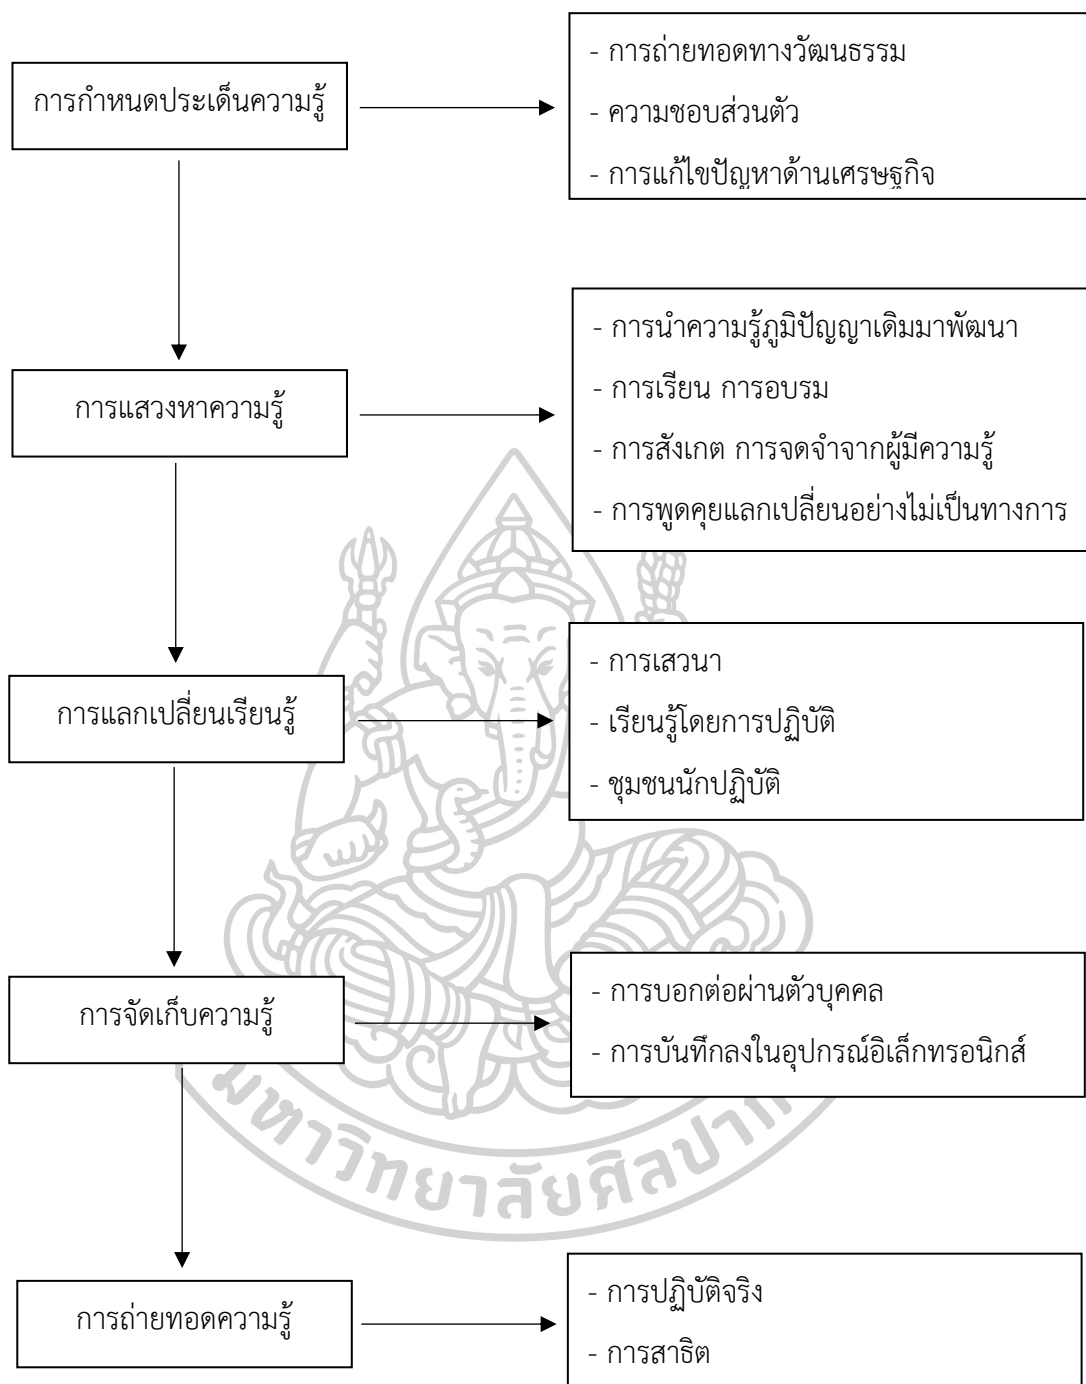 การกำหนดประเด็นความรู้
- การถ่ายทอดทางวัฒนธรรม
- ความชอบส่วนตัว
- การแก้ไขปัญหาด้านเศรษฐกิจ
การแสวงหาความรู้
- การนำความรู้ภูมิปัญญาเดิมมาพัฒนา
- การเรียน การอบรม
- การสังเกต การจดจำจากผู้มีความรู้
- การพูดคุยแลกเปลี่ยนอย่างไม่เป็นทางการ
การแลกเปลี่ยนเรียนรู้
- การเสวนา
- เรียนรู้โดยการปฏิบัติ
- ชุมชนนักปฏิบัติ
การจัดเก็บความรู้
- การบอกต่อผ่านตัวบุคคล
- การบันทึกลงในอุปกรณ์อิเล็กทรอนิกส์
มหาวิทยาลัยศิลปาก
การถ่ายทอดความรู้
- การปฏิบัติจริง
- การสาธิต